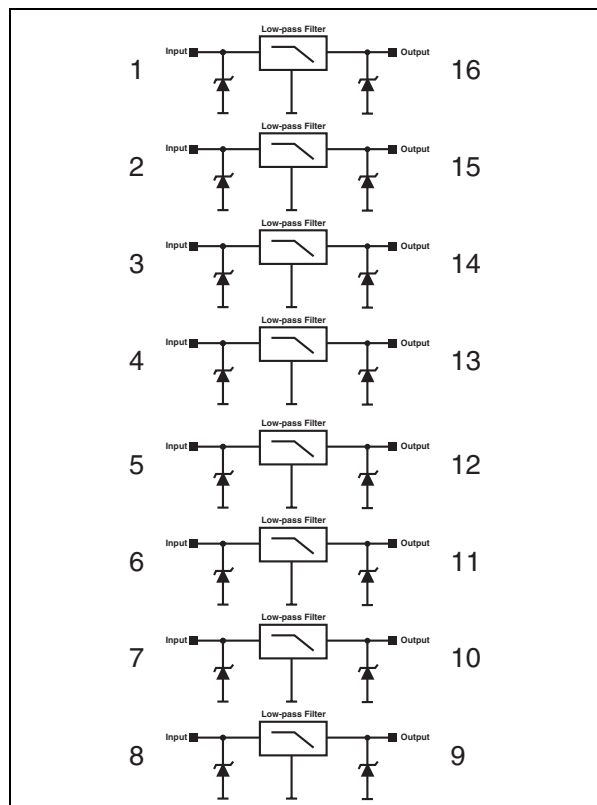 Low-pass Filter
1 Input Output 16
Low-pass Filter
2 Input Output 15
Low-pass Filter
3 Input Output 14
Low-pass Filter
4 Input Output 13
Low-pass Filter
5 Input Output 12
Low-pass Filter
6 Input Output 11
Low-pass Filter
7 Input Output 10
Low-pass Filter
8 Input Output 9